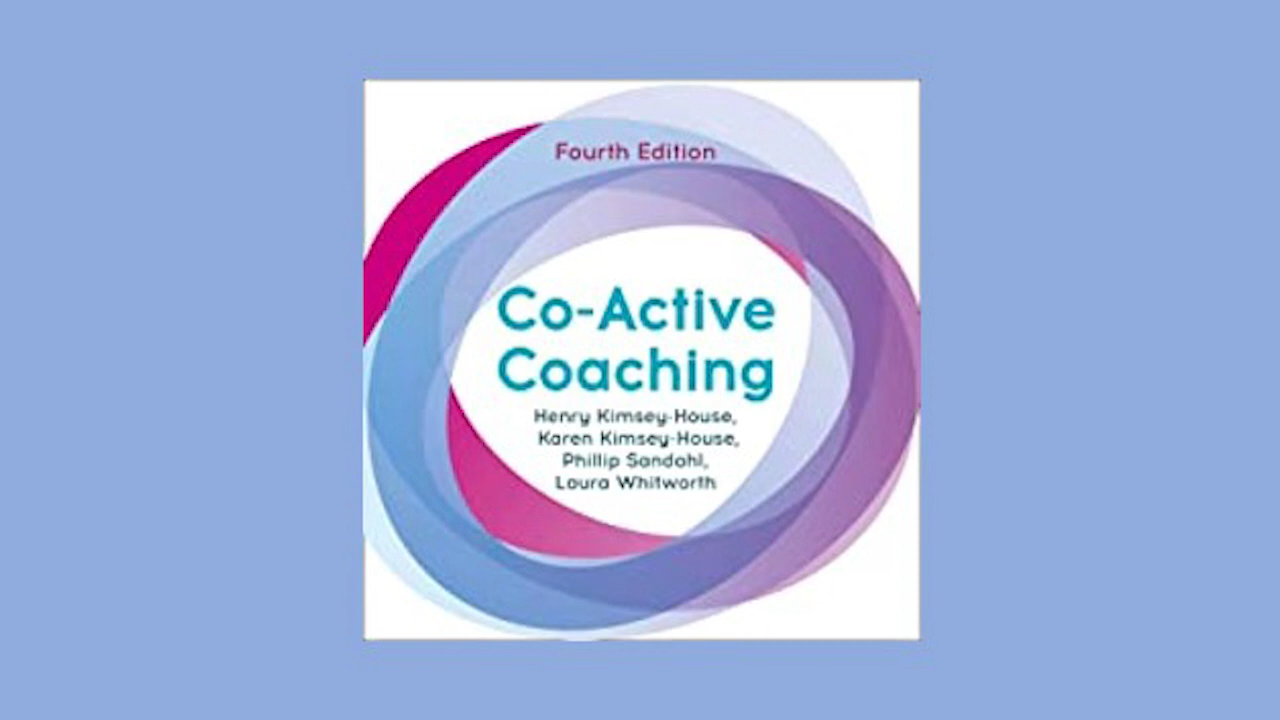 Fourth Edition
Co-Active
Coaching
Henry Kimsey-House,
Karen Kimsey-House,
Phillip Sandahl,
Laura Whitworth